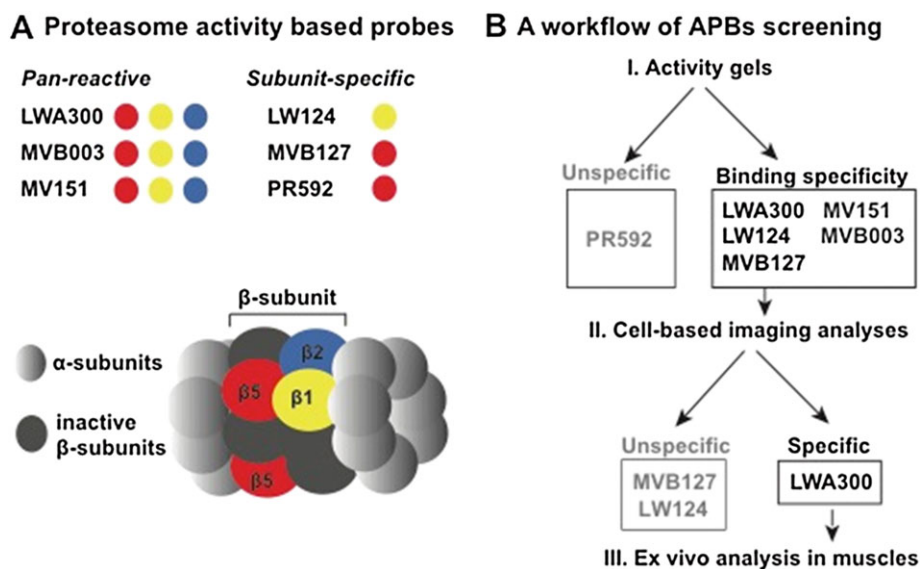 A Proteasome activity based probes
Pan-reactive
Subunit-specific
LWA300
LW124
MVB003
MVB127
MV151
PR592
β-subunit
α-subunits
inactive
β-subunits
β2
β5
β1
β5
B A workflow of APBs screening
I. Activity gels
Unspecific
PR592
Binding specificity
LWA300 MV151
LW124 MVB003
MVB127
II. Cell-based imaging analyses
Unspecific
MVB127
LW124
Specific
LWA300
III. Ex vivo analysis in muscles